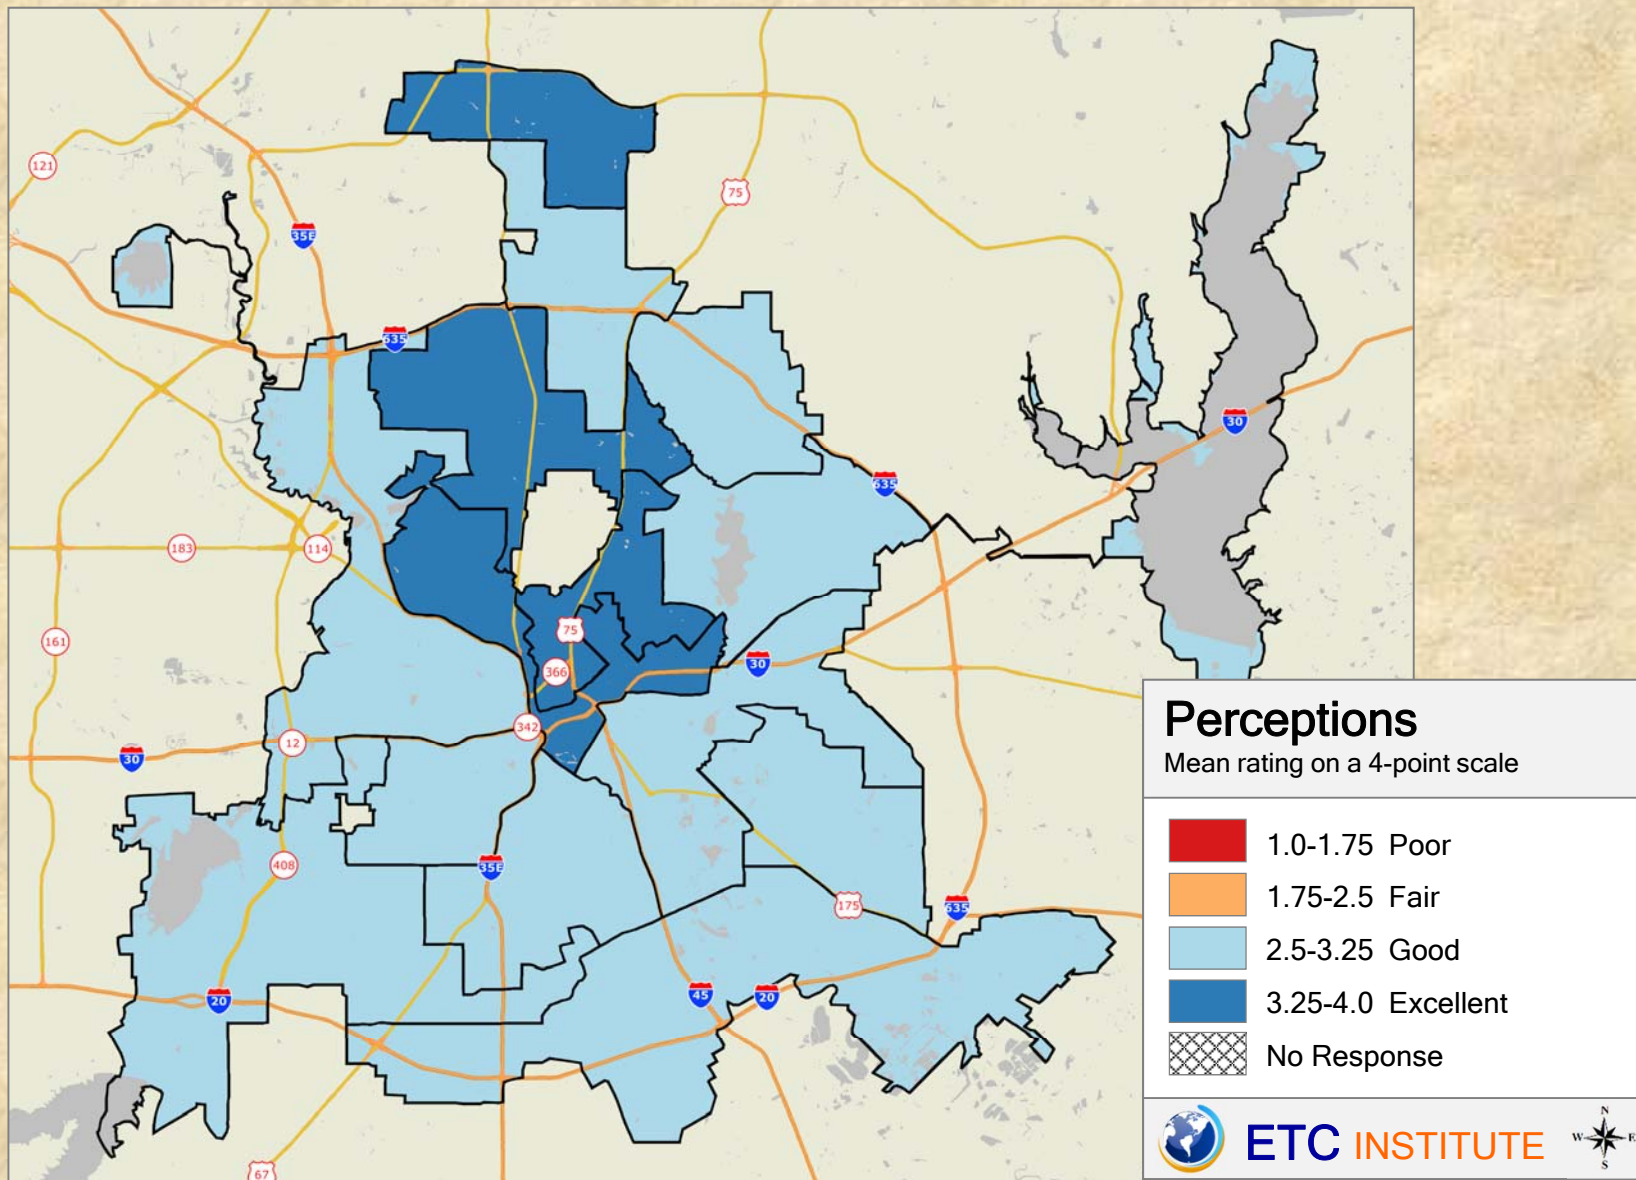 121
75
35E
635
30
635
183
114
161
75
366
30
342
12
30
408
35E
175
635
20
45
20
67
Perceptions
Mean rating on a 4-point scale
1.0-1.75 Poor
1.75-2.5 Fair
2.5-3.25 Good
3.25-4.0 Excellent
No Response
ETC INSTITUTE
N
W E
S